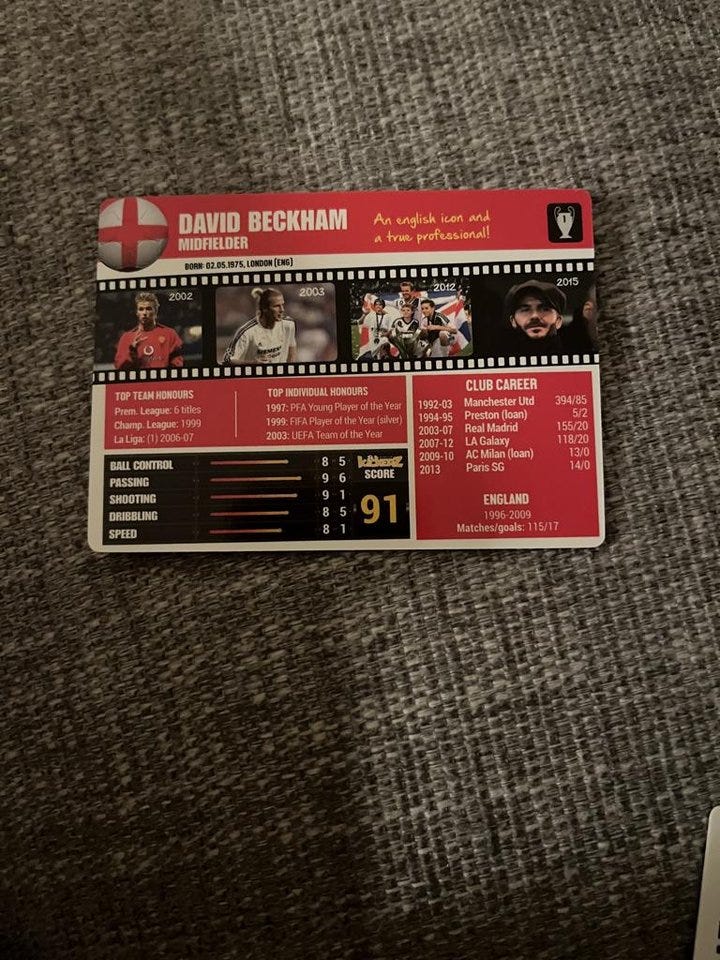 DAVID BECKHAM
MIDFIELDER
An english icon and
a true professional!
1
BORN: 02.05.1975, LONDON (ENG)
2002
2003
2012
2015
vodafone
SIEMENS
TOP TEAM HONOURS
Prem. League: 6 titles
Champ. League: 1999
La Liga: (1) 2006-07
TOP INDIVIDUAL HONOURS
1997: PFA Young Player of the Year
1999: FIFA Player of the Year (silver)
2003: UEFA Team of the Year
BALL CONTROL 8 5
PASSING 9 6
SHOOTING 9 1
DRIBBLING 8 5
SPEED 8 1
KICKERZ
SCORE
91
CLUB CAREER
1992-03 Manchester Utd 394/85
1994-95 Preston (loan) 5/2
2003-07 Real Madrid 155/20
2007-12 LA Galaxy 118/20
2009-10 AC Milan (loan) 13/0
2013 Paris SG 14/0
ENGLAND
1996-2009
Matches/goals: 115/17